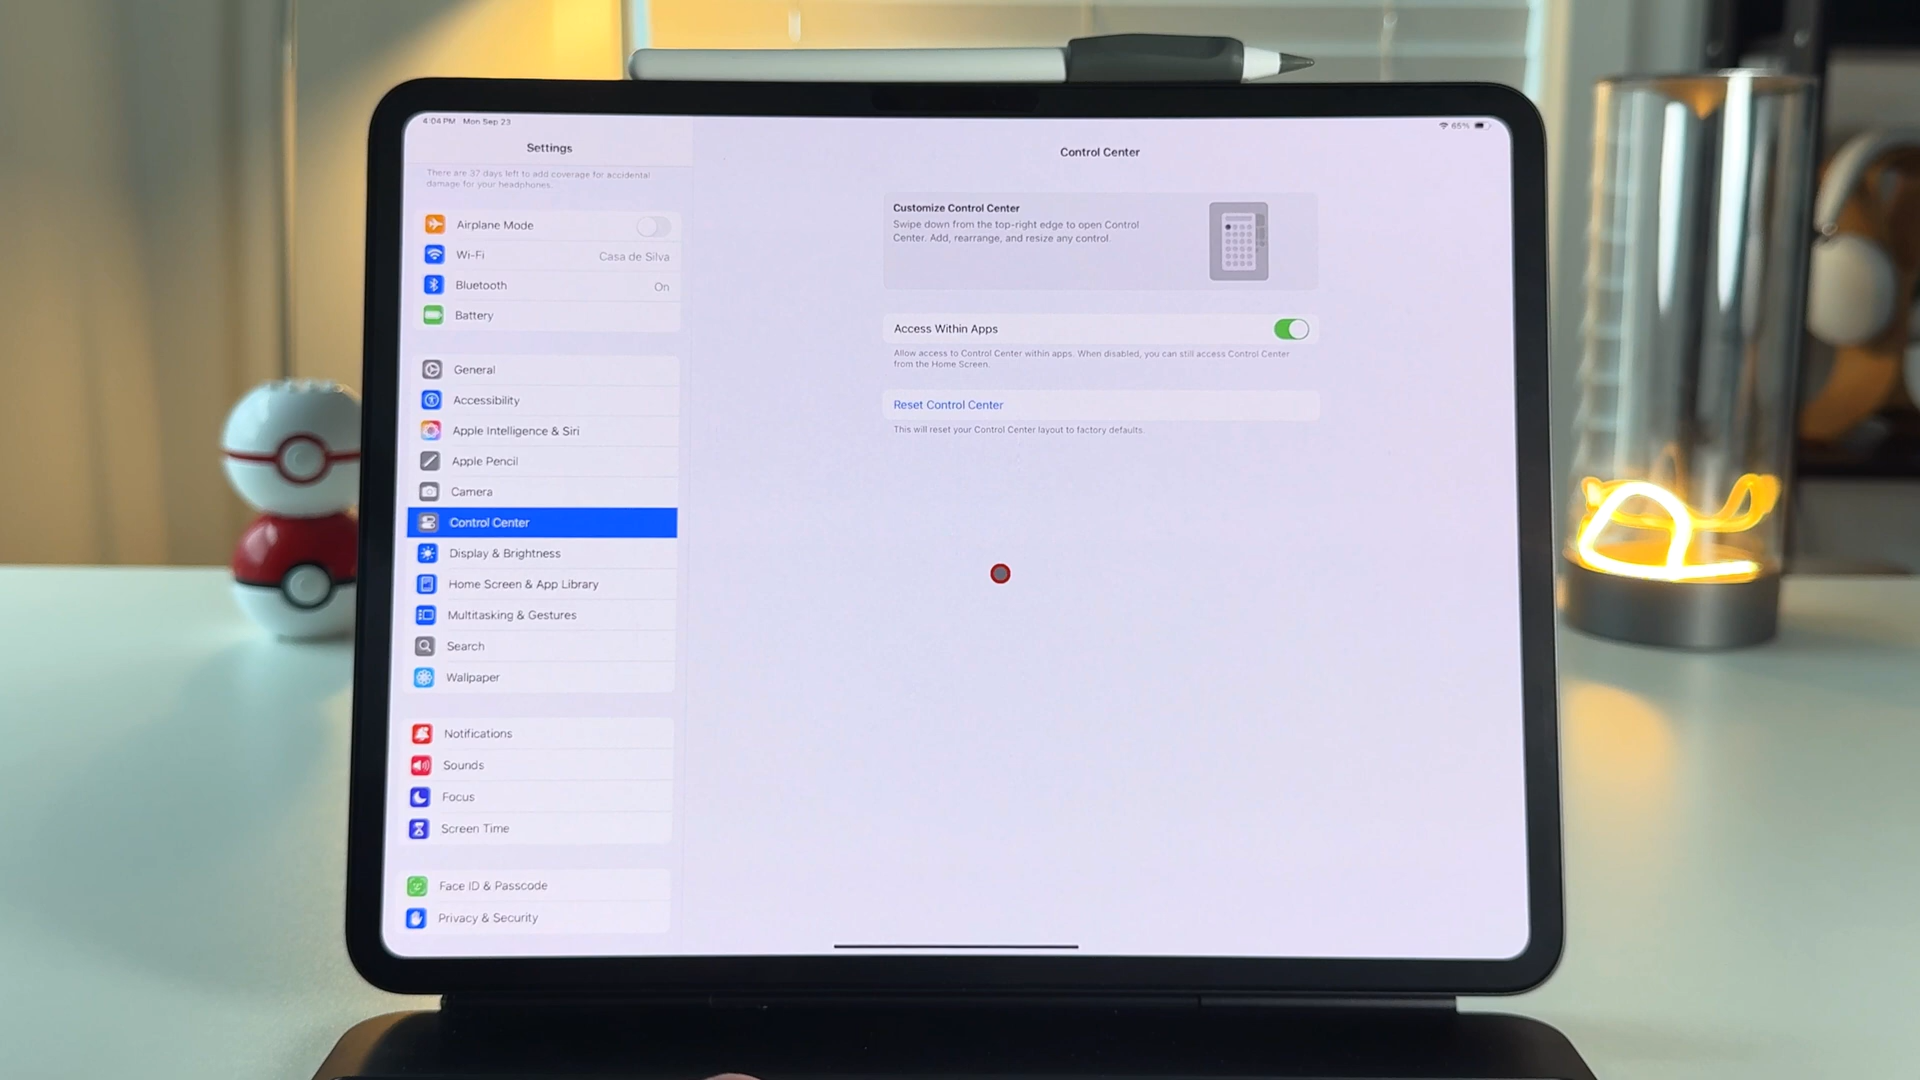 4:04 PM Mon Sep 23
65%
Settings
There are 37 days left to add coverage for accidental
damage for your headphones.
Airplane Mode
Wi-Fi Casa de Silva
Bluetooth On
Battery
General
Accessibility
Apple Intelligence & Siri
Apple Pencil
Camera
Control Center
Display & Brightness
Home Screen & App Library
Multitasking & Gestures
Search
Wallpaper
Notifications
Sounds
Focus
Screen Time
Face ID & Passcode
Privacy & Security
Control Center
Customize Control Center
Swipe down from the top-right edge to open Control
Center. Add, rearrange, and resize any control.
Access Within Apps
Allow access to Control Center within apps. When disabled, you can still access Control Center
from the Home Screen.
Reset Control Center
This will reset your Control Center layout to factory defaults.